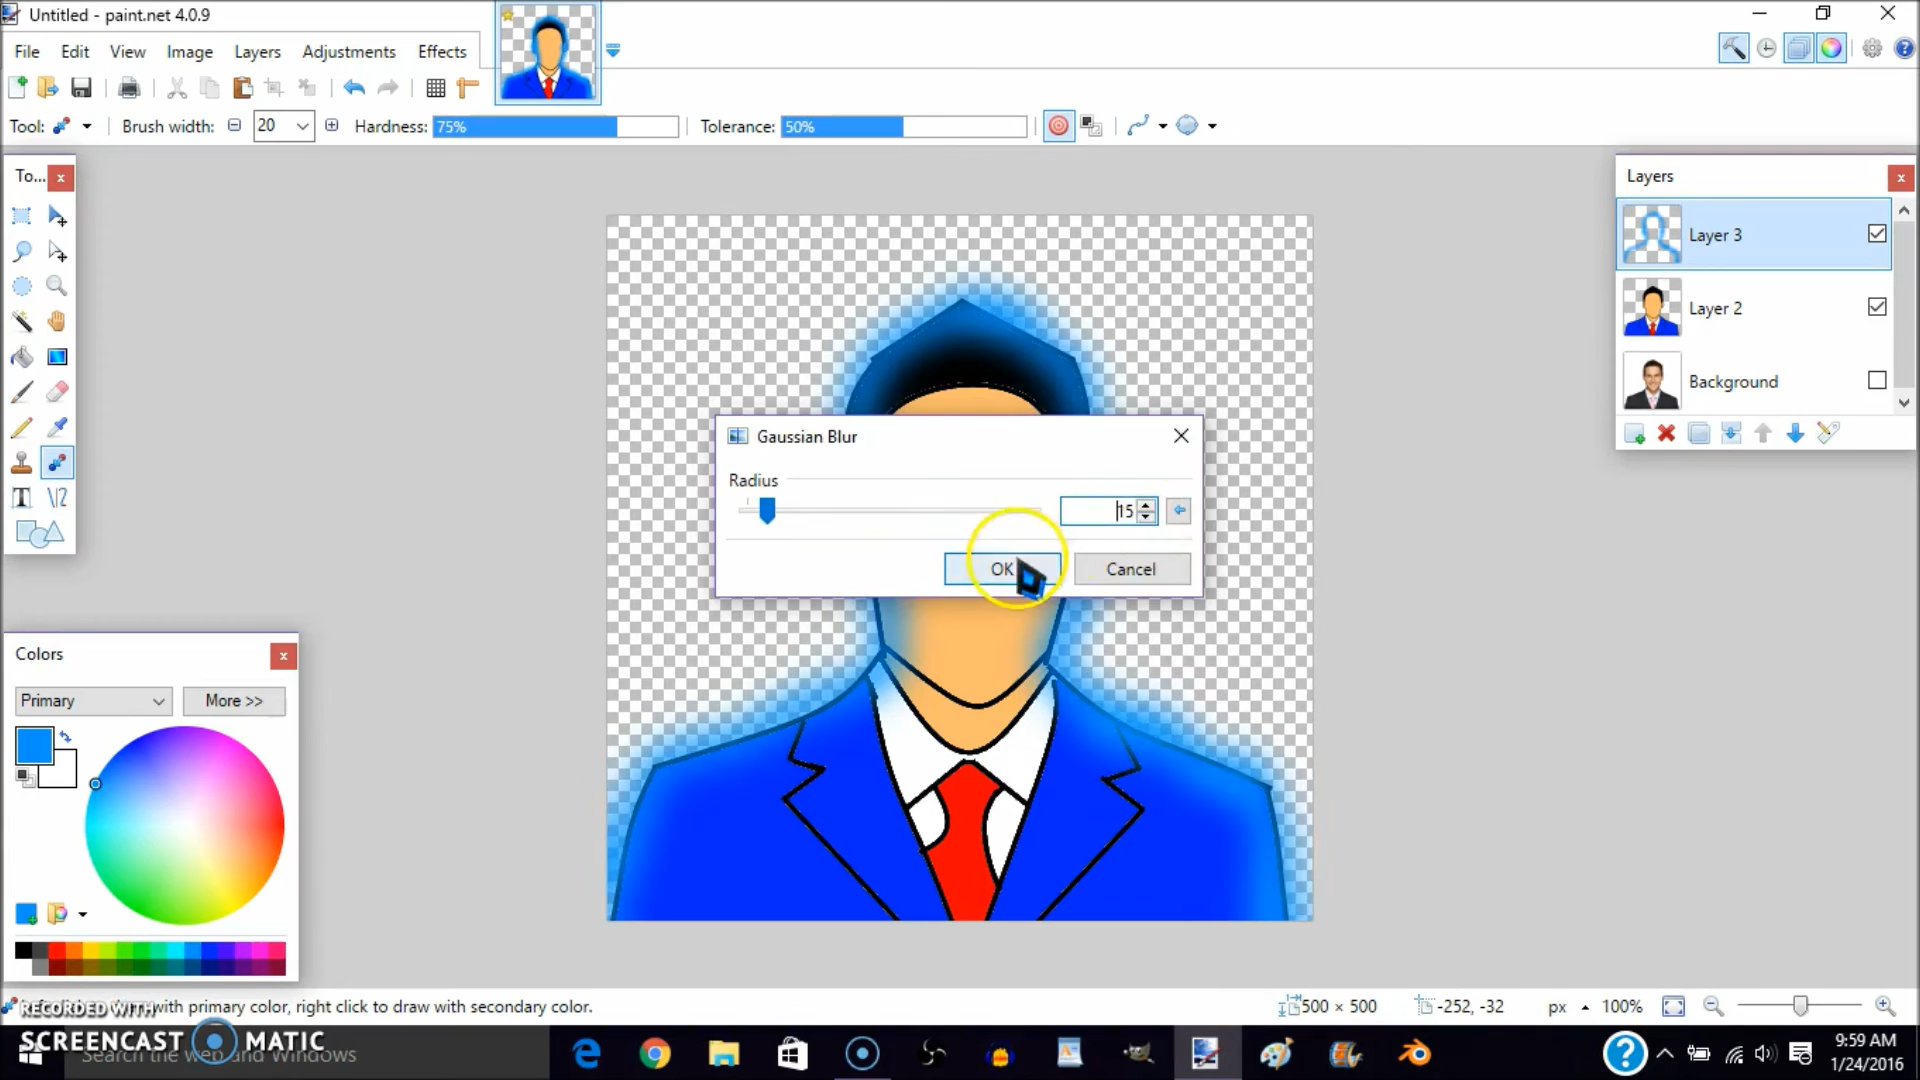 Untitled - paint.net 4.0.9
File Edit View Image Layers Adjustments Effects
Tool: Brush width: 20 Hardness: 75% Tolerance: 50%
To...
Layers
Layer 3
Layer 2
Background
Gaussian Blur
Radius
15
OK Cancel
Colors
Primary More >>
with primary color, right click to draw with secondary color.
500 × 500 -252, -32 px 100%
RECORDED WITH
SCREENCAST MATIC
Search the web and Windows
9:59 AM
1/24/2016